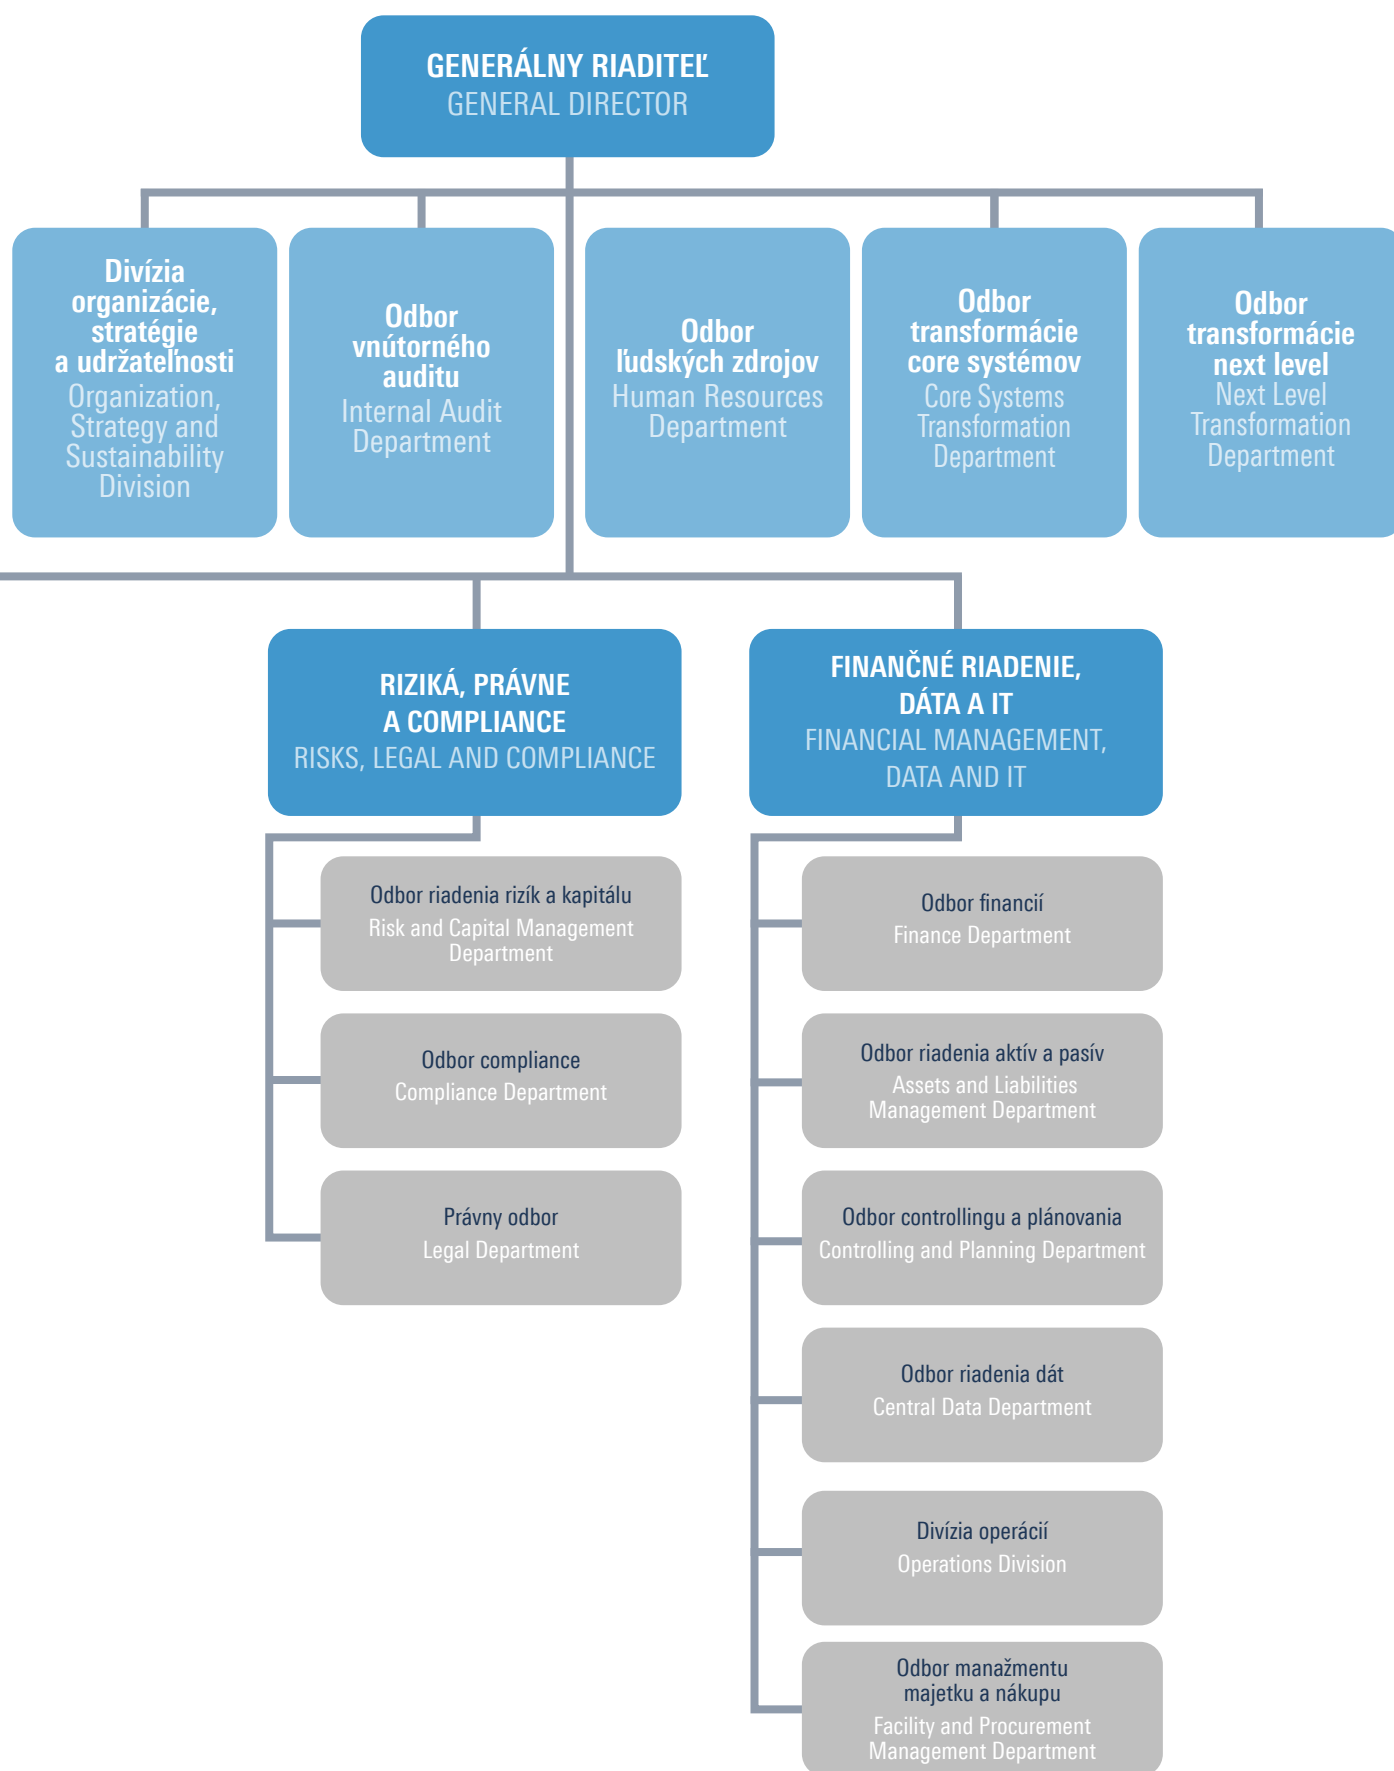 GENERÁLNY RIADITEĽ
GENERAL DIRECTOR
Divízia
organizácie,
stratégie
a udržateľnosti
Organization,
Strategy and
Sustainability
Division
Odbor
vnútorného
auditu
Internal Audit
Department
Odbor
ľudských zdrojov
Human Resources
Department
Odbor
transformácie
core systémov
Core Systems
Transformation
Department
Odbor
transformácie
next level
Next Level
Transformation
Department
RIZIKÁ, PRÁVNE
A COMPLIANCE
RISKS, LEGAL AND COMPLIANCE
Odbor riadenia rizík a kapitálu
Risk and Capital Management
Department
Odbor compliance
Compliance Department
Právny odbor
Legal Department
FINANČNÉ RIADENIE,
DÁTA A IT
FINANCIAL MANAGEMENT,
DATA AND IT
Odbor financií
Finance Department
Odbor riadenia aktív a pasív
Assets and Liabilities
Management Department
Odbor controllingu a plánovania
Controlling and Planning Department
Odbor riadenia dát
Central Data Department
Divízia operácií
Operations Division
Odbor manažmentu
majetku a nákupu
Facility and Procurement
Management Department